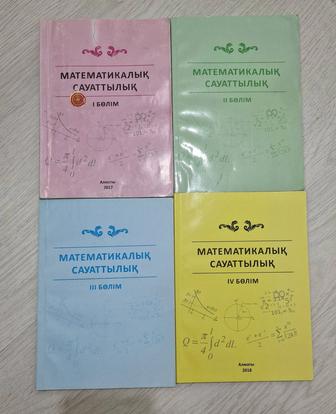 МАТЕМАТИКАЛЫҚ
САУАТТЫЛЫҚ
І БӨЛІМ
Алматы
2017
МАТЕМАТИКАЛЫҚ
САУАТТЫЛЫҚ
ІІ БӨЛІМ
МАТЕМАТИКАЛЫҚ
САУАТТЫЛЫҚ
ІІІ БӨЛІМ
МАТЕМАТИКАЛЫҚ
САУАТТЫЛЫҚ
IV БӨЛІМ
Алматы
2018